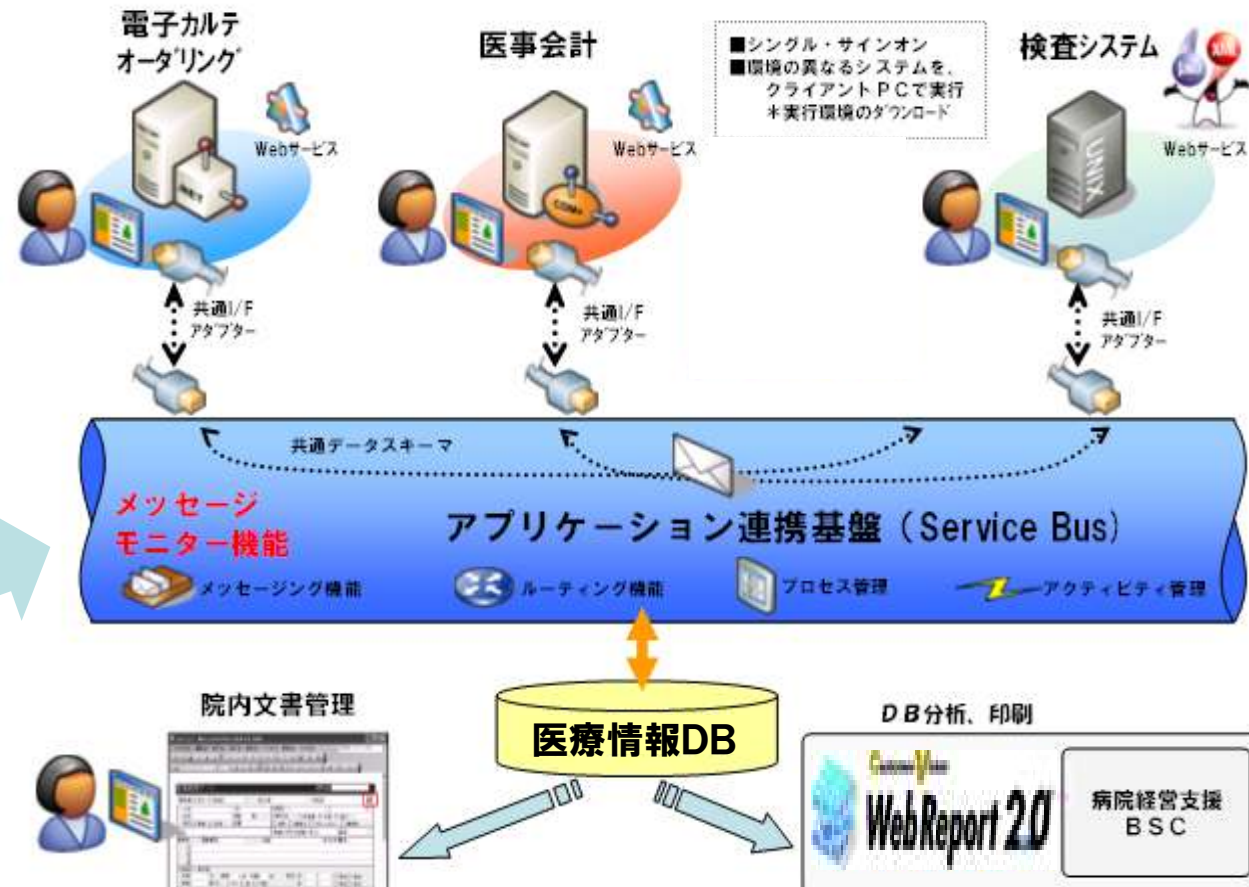 電子カルテ
オーダリング
医事会計
■シングル・サインオン
■環境の異なるシステムを、
クライアントPCで実行
＊実行環境のダウンロード
検査システム
Webサービス
Webサービス
Webサービス
.NET
COM+
UNIX
共通I/F
アダプター
共通I/F
アダプター
共通I/F
アダプター
共通データスキーマ
メッセージ
モニター機能
アプリケーション連携基盤（Service Bus）
メッセージング機能
ルーティング機能
プロセス管理
アクティビティ管理
院内文書管理
医療情報DB
DB分析、印刷
WebReport 2.0
病院経営支援
BSC